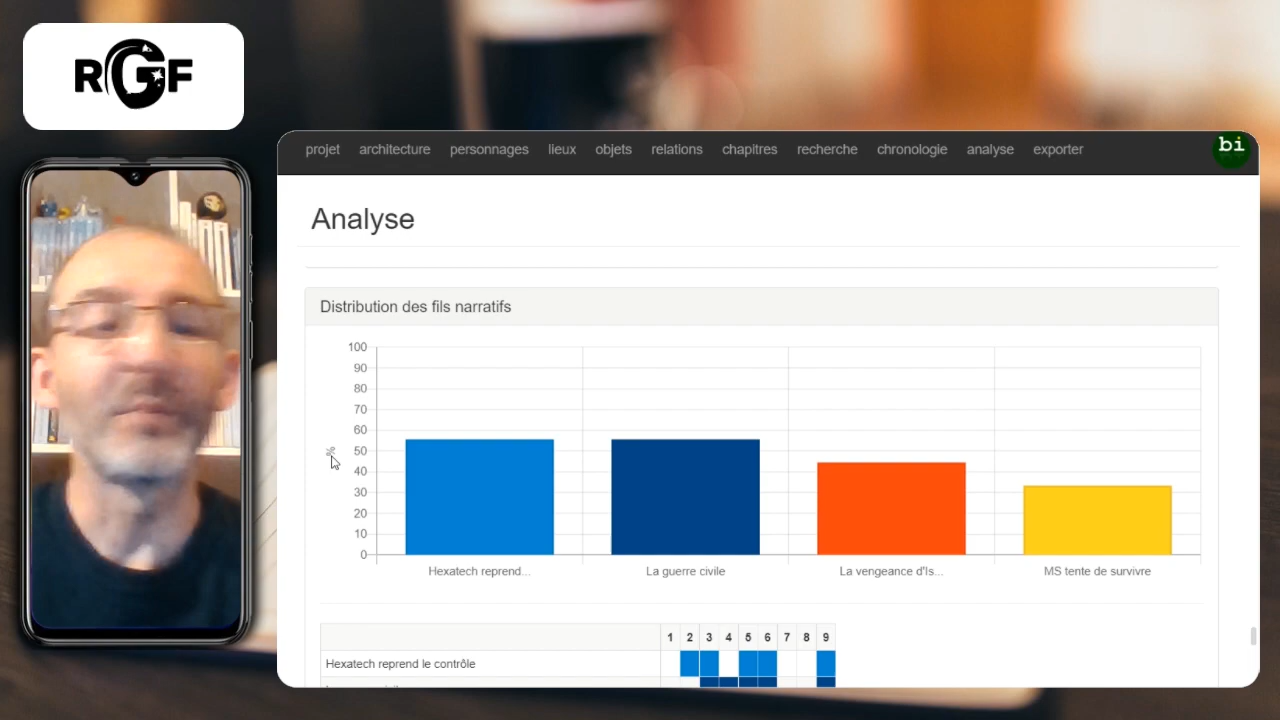 RGF
projet architecture personnages lieux objets relations chapitres recherche chronologie analyse exporter bi
Analyse
Distribution des fils narratifs
100
90
80
70
60
50
40
30
20
10
0
%
Hexatech reprend... La guerre civile La vengeance d'Is... MS tente de survivre
1 2 3 4 5 6 7 8 9
Hexatech reprend le contrôle